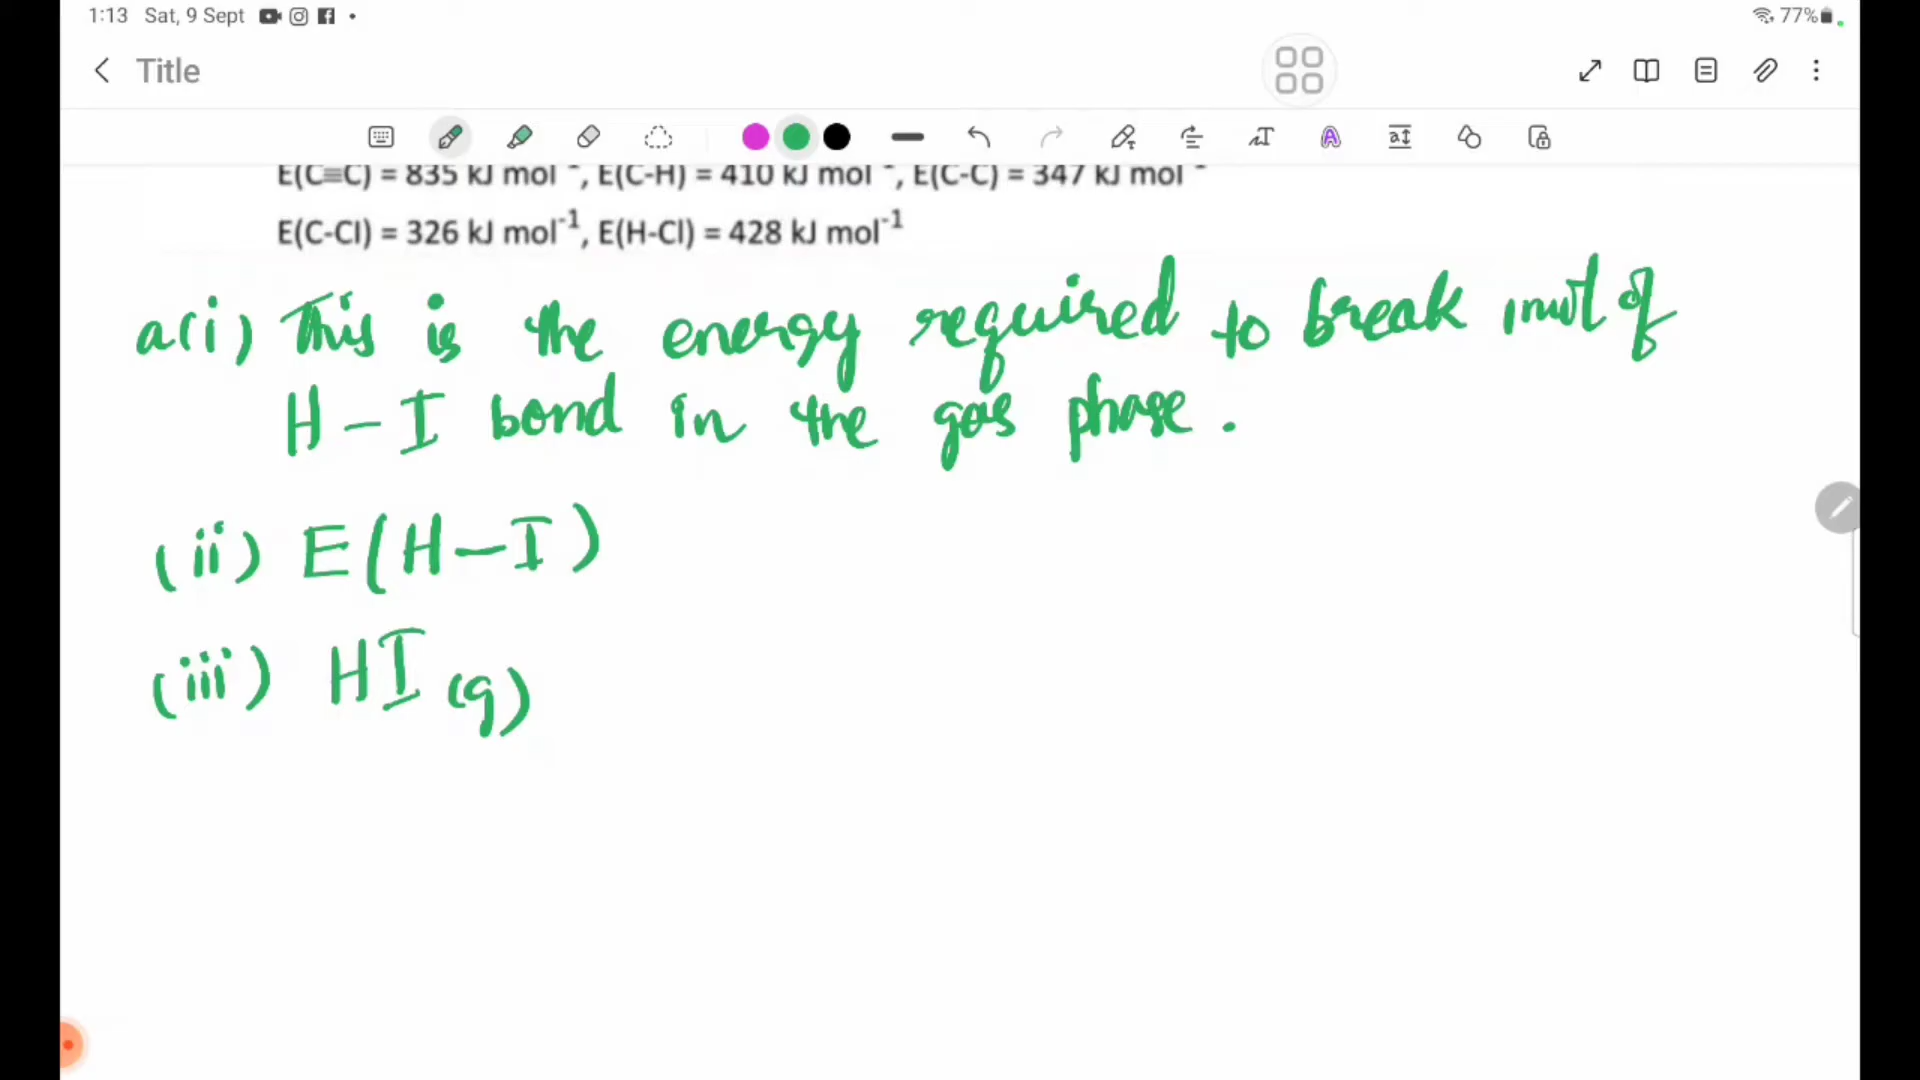 1:13 Sat, 9 Sept
77%
Title
E(C≡C) = 835 kJ mol⁻¹, E(C-H) = 410 kJ mol⁻¹, E(C-C) = 347 kJ mol⁻¹
E(C-Cl) = 326 kJ mol⁻¹, E(H-Cl) = 428 kJ mol⁻¹
a(i) This is the energy required to break 1mol of
H – I bond in the gas phase .
(ii) E(H–I)
(iii) HI (g)